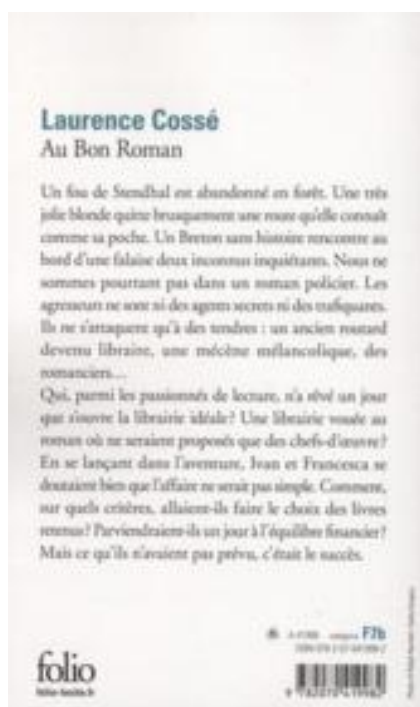 Laurence Cossé
Au Bon Roman
Un fou de Stendhal est abandonné en forêt. Une très
jolie blonde quitte brusquement une route qu'elle connaît
comme sa poche. Un Breton sans histoire rencontre au
bord d'une falaise deux inconnus inquiétants. Nous ne
sommes pourtant pas dans un roman policier. Les
agresseurs ne sont ni des agents secrets ni des trafiquants.
Ils ne s'attaquent qu'à des tendres : un ancien routard
devenu libraire, une mécène mélancolique, des
romanciers...
Qui, parmi les passionnés de lecture, n'a rêvé un jour
que s'ouvre la librairie idéale ? Une librairie vouée au
roman où ne seraient proposés que des chefs-d'œuvre ?
En se lançant dans l'aventure, Ivan et Francesca se
doutaient bien que l'affaire ne serait pas simple. Comment,
sur quels critères, allaient-ils faire le choix des livres
retenus ? Parviendraient-ils un jour à l'équilibre financier ?
Mais ce qu'ils n'avaient pas prévu, c'était le succès.
F7b
folio
folio-lesite.fr
9 782070 419982